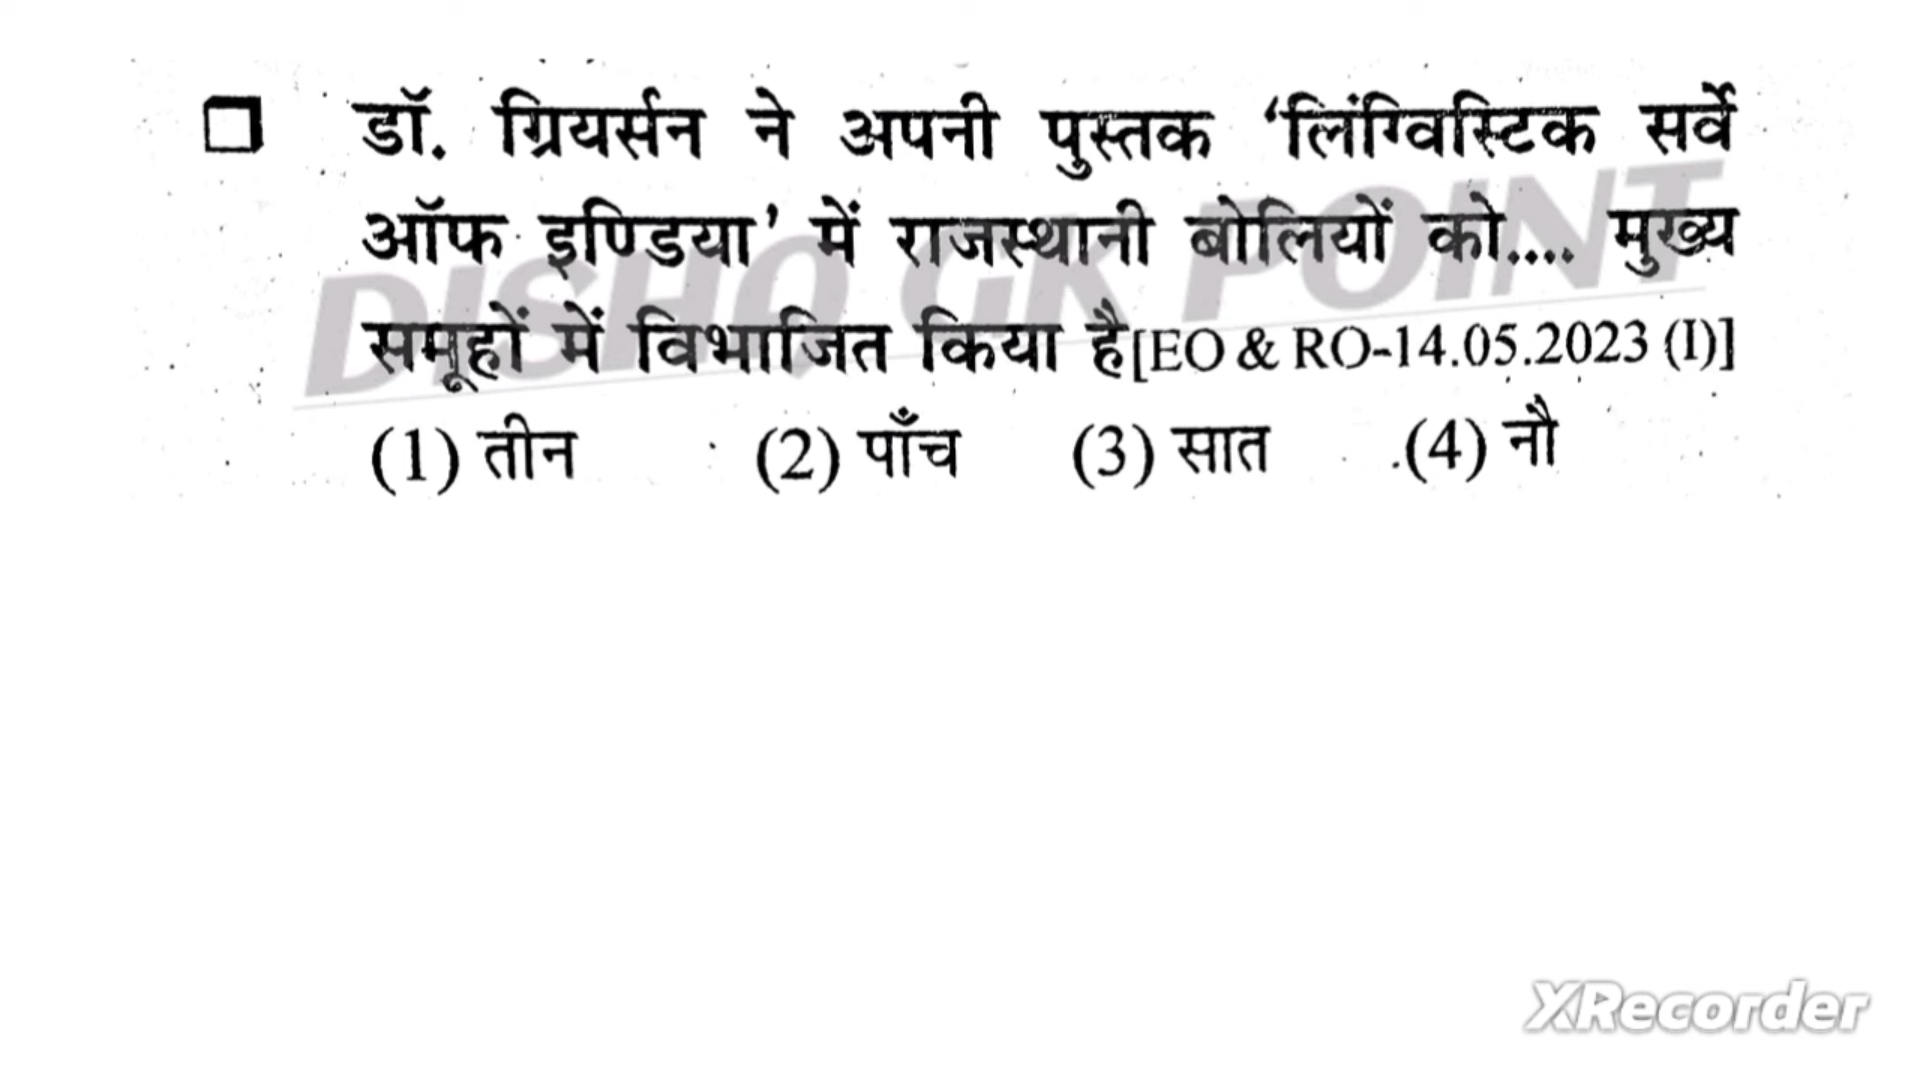 डॉ. ग्रियर्सन ने अपनी पुस्तक ‘लिंग्विस्टिक सर्वे
ऑफ इण्डिया’ में राजस्थानी बोलियों को.... मुख्य
समूहों में विभाजित किया है[EO & RO-14.05.2023 (I)]
(1) तीन (2) पाँच (3) सात (4) नौ
DISHQ GK POINT
XRecorder